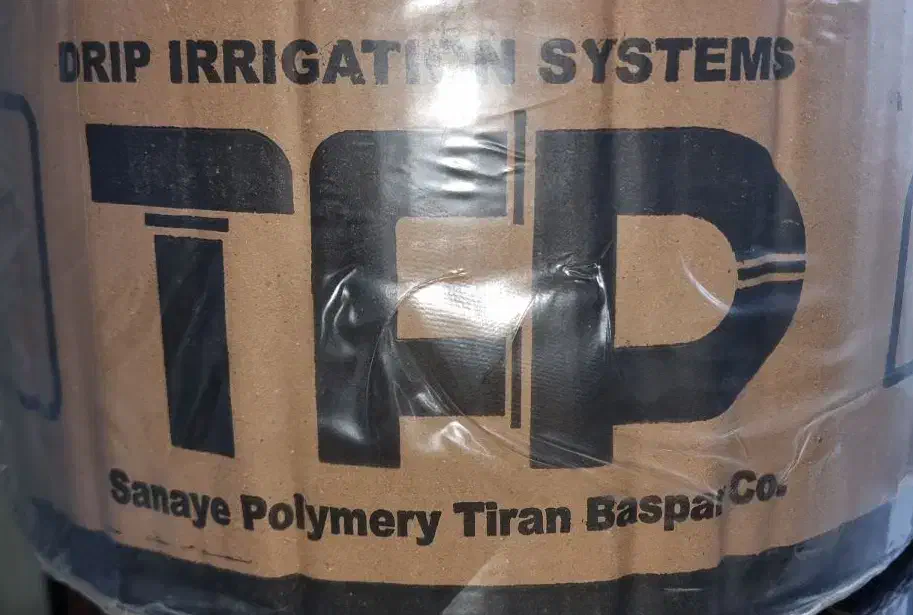 DRIP IRRIGATION SYSTEMS
TFP
Sanaye Polymery Tiran Baspar Co.